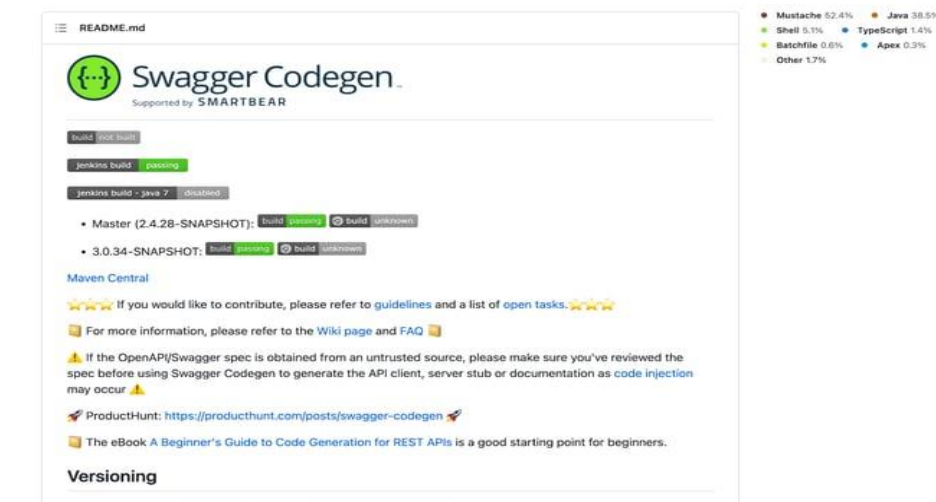 README.md
{···} Swagger Codegen™
Supported by SMARTBEAR
build not built
jenkins build passing
jenkins build - java 7 disabled
• Master (2.4.28-SNAPSHOT): build passing build unknown
• 3.0.34-SNAPSHOT: build passing build unknown
Maven Central
⭐⭐⭐ If you would like to contribute, please refer to guidelines and a list of open tasks.⭐⭐⭐
📔 For more information, please refer to the Wiki page and FAQ 📔
⚠️ If the OpenAPI/Swagger spec is obtained from an untrusted source, please make sure you've reviewed the
spec before using Swagger Codegen to generate the API client, server stub or documentation as code injection
may occur ⚠️
🚀 ProductHunt: https://producthunt.com/posts/swagger-codegen 🚀
📔 The eBook A Beginner's Guide to Code Generation for REST APIs is a good starting point for beginners.
Versioning
Mustache 52.4% Java 38.5%
Shell 5.1% TypeScript 1.4%
Batchfile 0.6% Apex 0.3%
Other 1.7%